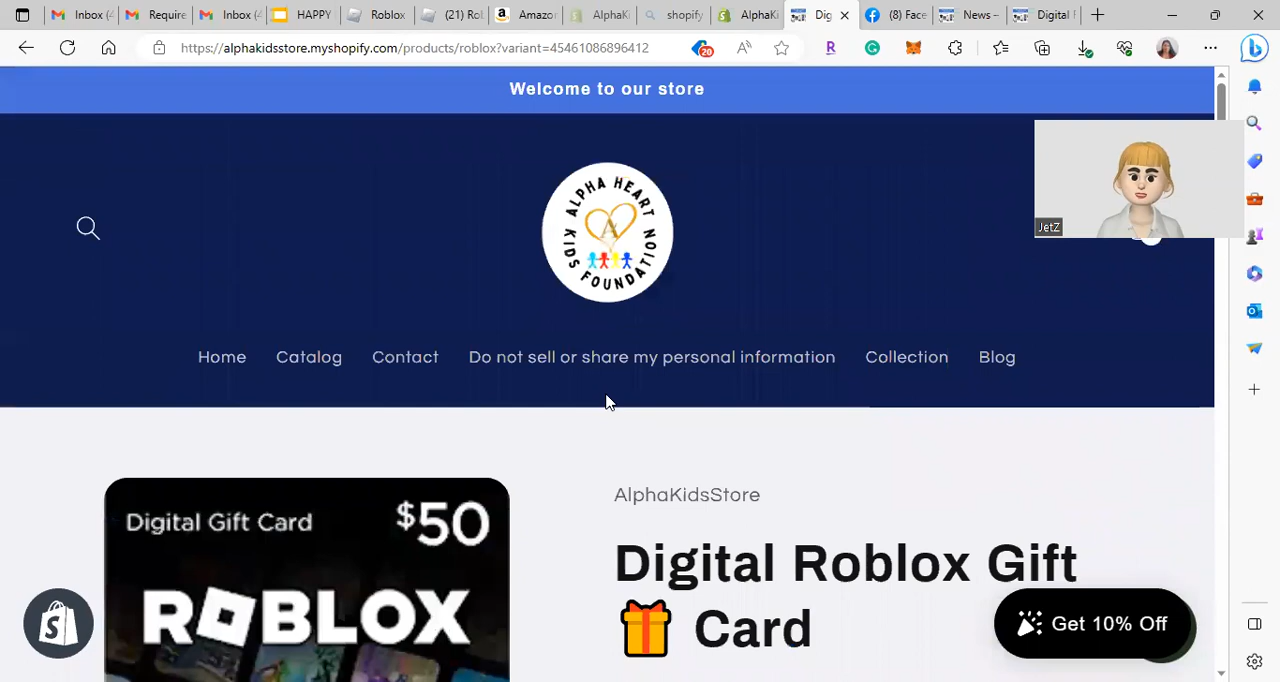 Inbox (4
Require
Inbox (4
HAPPY
Roblox
(21) Rol
Amazor
AlphaKi
shopify
AlphaKi
Dig
(8) Face
News –
Digital F
https://alphakidsstore.myshopify.com/products/roblox?variant=45461086896412
20
Welcome to our store
ALPHA HEART
KIDS FOUNDATION
JetZ
Home
Catalog
Contact
Do not sell or share my personal information
Collection
Blog
Digital Gift Card
$50
ROBLOX
AlphaKidsStore
Digital Roblox Gift
🎁 Card
Get 10% Off